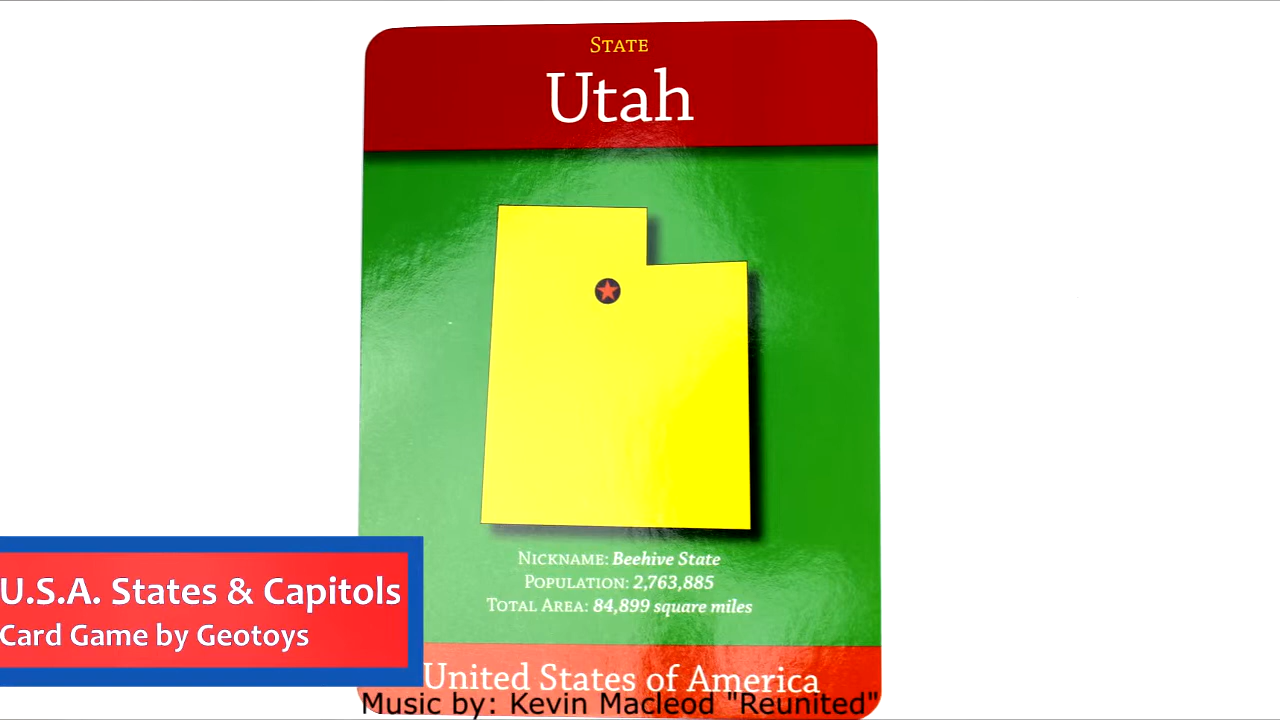 STATE
Utah
NICKNAME: Beehive State
POPULATION: 2,763,885
TOTAL AREA: 84,899 square miles
U.S.A. States & Capitols
Card Game by Geotoys
United States of America
Music by: Kevin Macleod "Reunited"